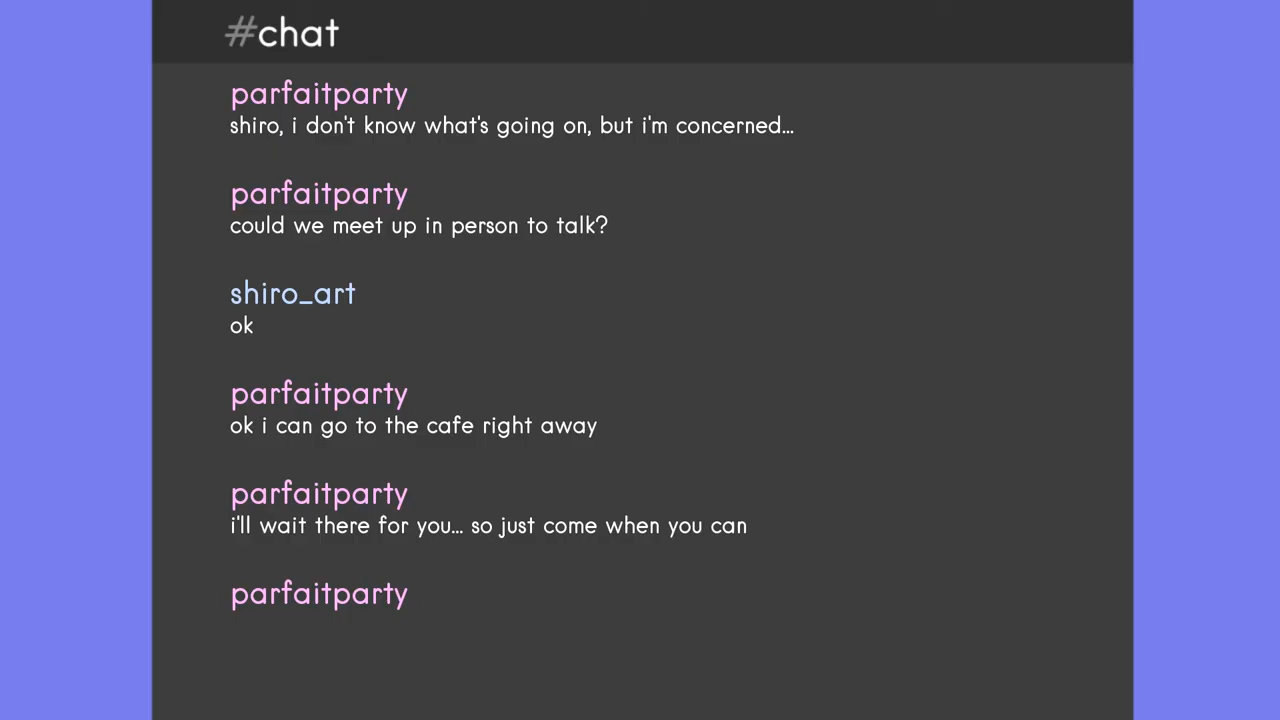 #chat
parfaitparty
shiro, i don't know what's going on, but i'm concerned...
parfaitparty
could we meet up in person to talk?
shiro_art
ok
parfaitparty
ok i can go to the cafe right away
parfaitparty
i'll wait there for you... so just come when you can
parfaitparty